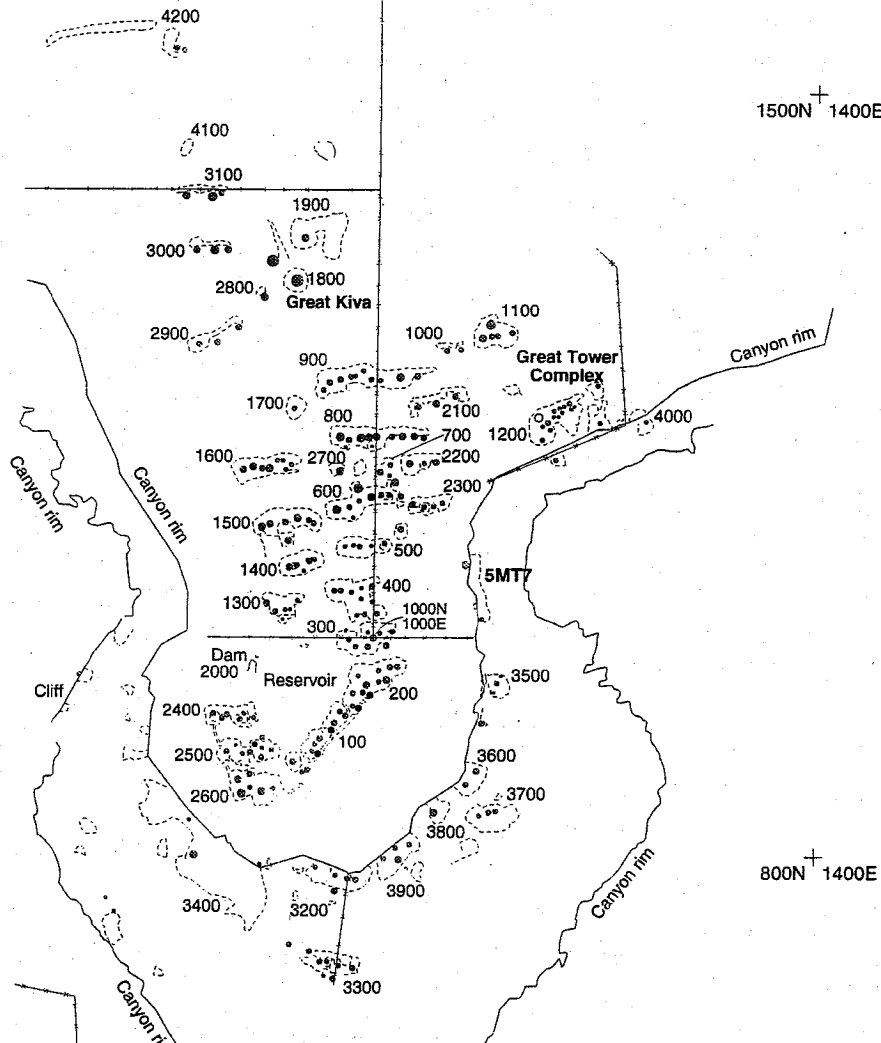 4200
1500N 1400E
4100
3100
1900
3000
2800
1800
Great Kiva
2900
1100
1000
Canyon rim
900
Great Tower
Complex
1700
2100
800
4000
1200
700
1600
2700
2200
Canyon rim
Canyon rim
2300
600
1500
500
1400
5MT7
400
1300
1000N
1000E
300
Dam
2000
Reservoir
3500
Cliff
200
2400
100
2500
3600
2600
3700
3800
800N 1400E
Canyon rim
3900
3400
3200
3300
Canyon ri